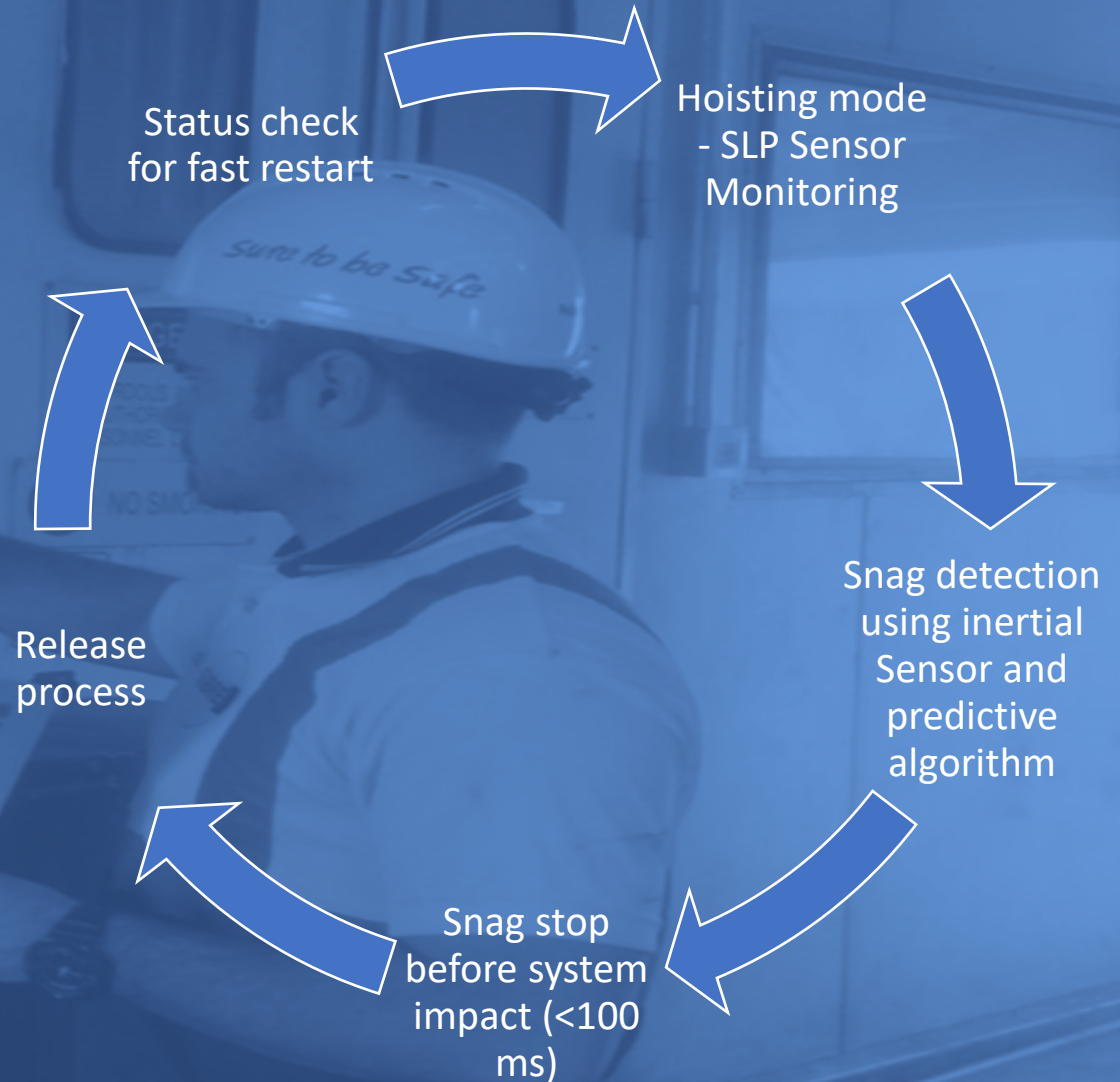 Status check
for fast restart
Hoisting mode
- SLP Sensor
Monitoring
Snag detection
using inertial
Sensor and
predictive
algorithm
Snag stop
before system
impact (<100
ms)
Release
process
sure to be safe
NO SMO